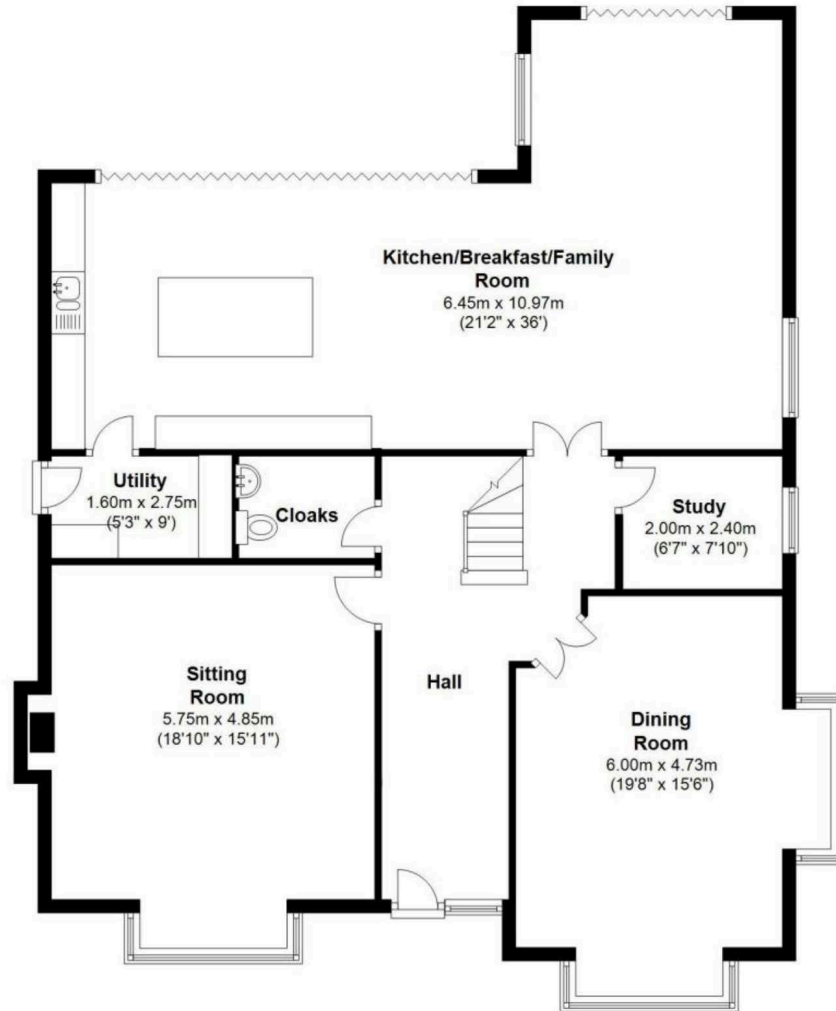 Kitchen/Breakfast/Family
Room
6.45m x 10.97m
(21'2" x 36')
Utility
1.60m x 2.75m
(5'3" x 9')
Cloaks
Study
2.00m x 2.40m
(6'7" x 7'10")
Sitting
Room
5.75m x 4.85m
(18'10" x 15'11")
Hall
Dining
Room
6.00m x 4.73m
(19'8" x 15'6")